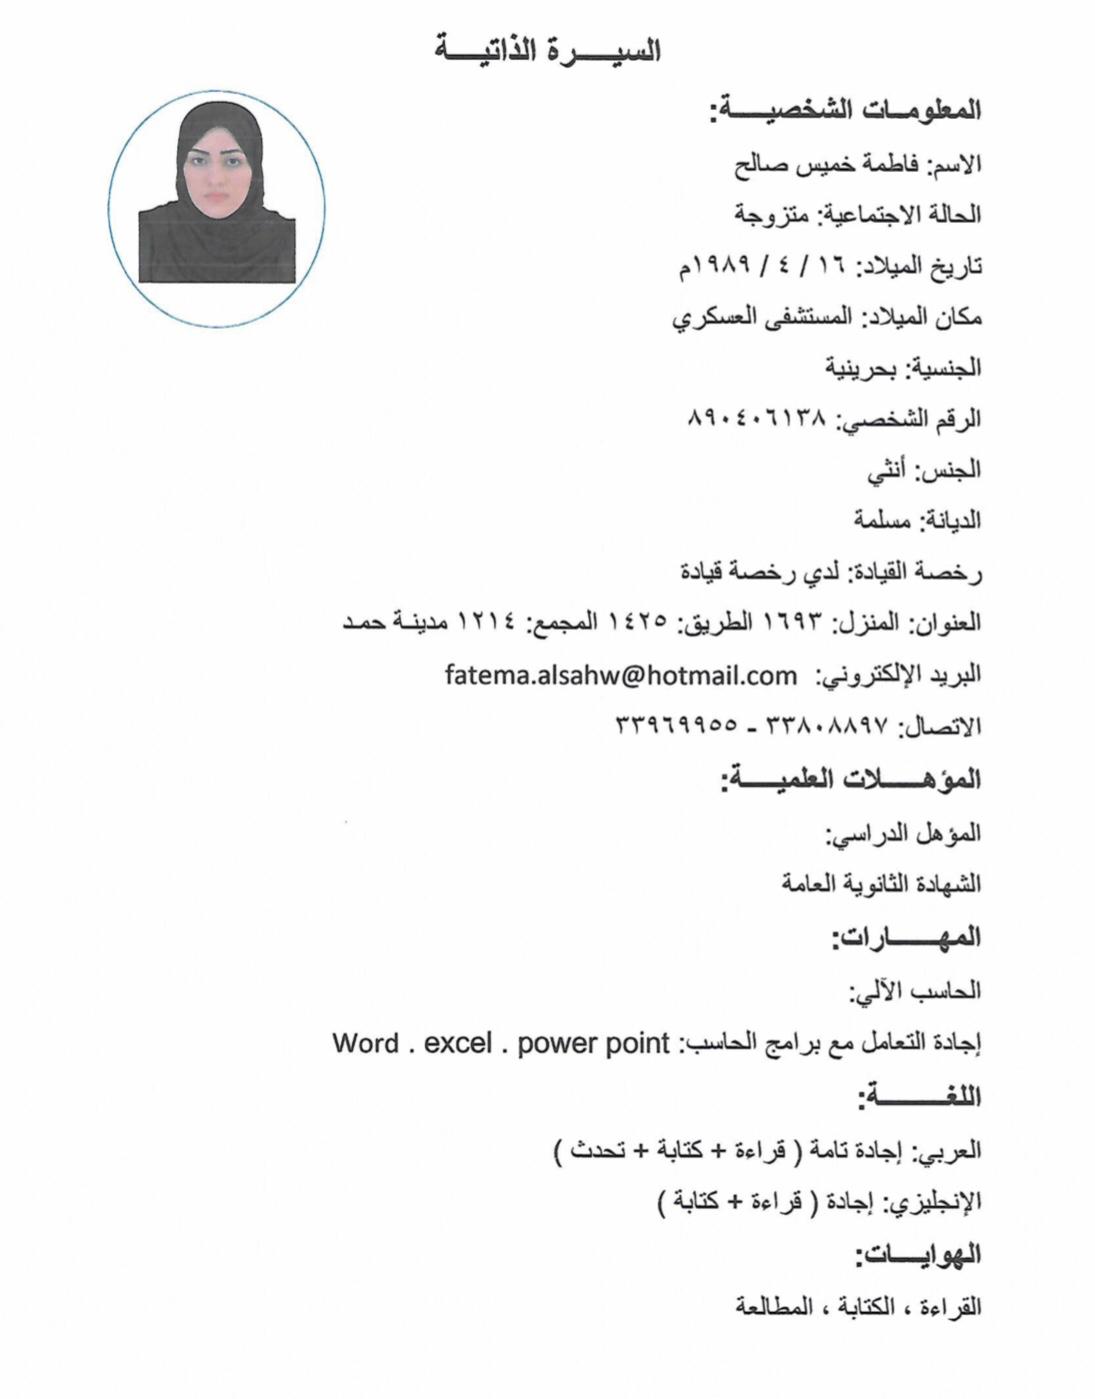 السيـــرة الذاتيـــة
المعلومـات الشخصيـــة:
الاسم: فاطمة خميس صالح
الحالة الاجتماعية: متزوجة
تاريخ الميلاد: ١٦ / ٤ / ١٩٨٩م
مكان الميلاد: المستشفى العسكري
الجنسية: بحرينية
الرقم الشخصي: ٨٩٠٤٠٦١٣٨
الجنس: أنثي
الديانة: مسلمة
رخصة القيادة: لدي رخصة قيادة
العنوان: المنزل: ١٦٩٣ الطريق: ١٤٢٥ المجمع: ١٢١٤ مدينة حمد
البريد الإلكتروني: fatema.alsahw@hotmail.com
الاتصال: ٣٣٨٠٨٨٩٧ - ٣٣٩٦٩٩٥٥
المؤهـــلات العلميـــة:
المؤهل الدراسي:
الشهادة الثانوية العامة
المهـــارات:
الحاسب الآلي:
إجادة التعامل مع برامج الحاسب: Word . excel . power point
اللغـــــة:
العربي: إجادة تامة ( قراءة + كتابة + تحدث )
الإنجليزي: إجادة ( قراءة + كتابة )
الهوايـــات:
القراءة ، الكتابة ، المطالعة